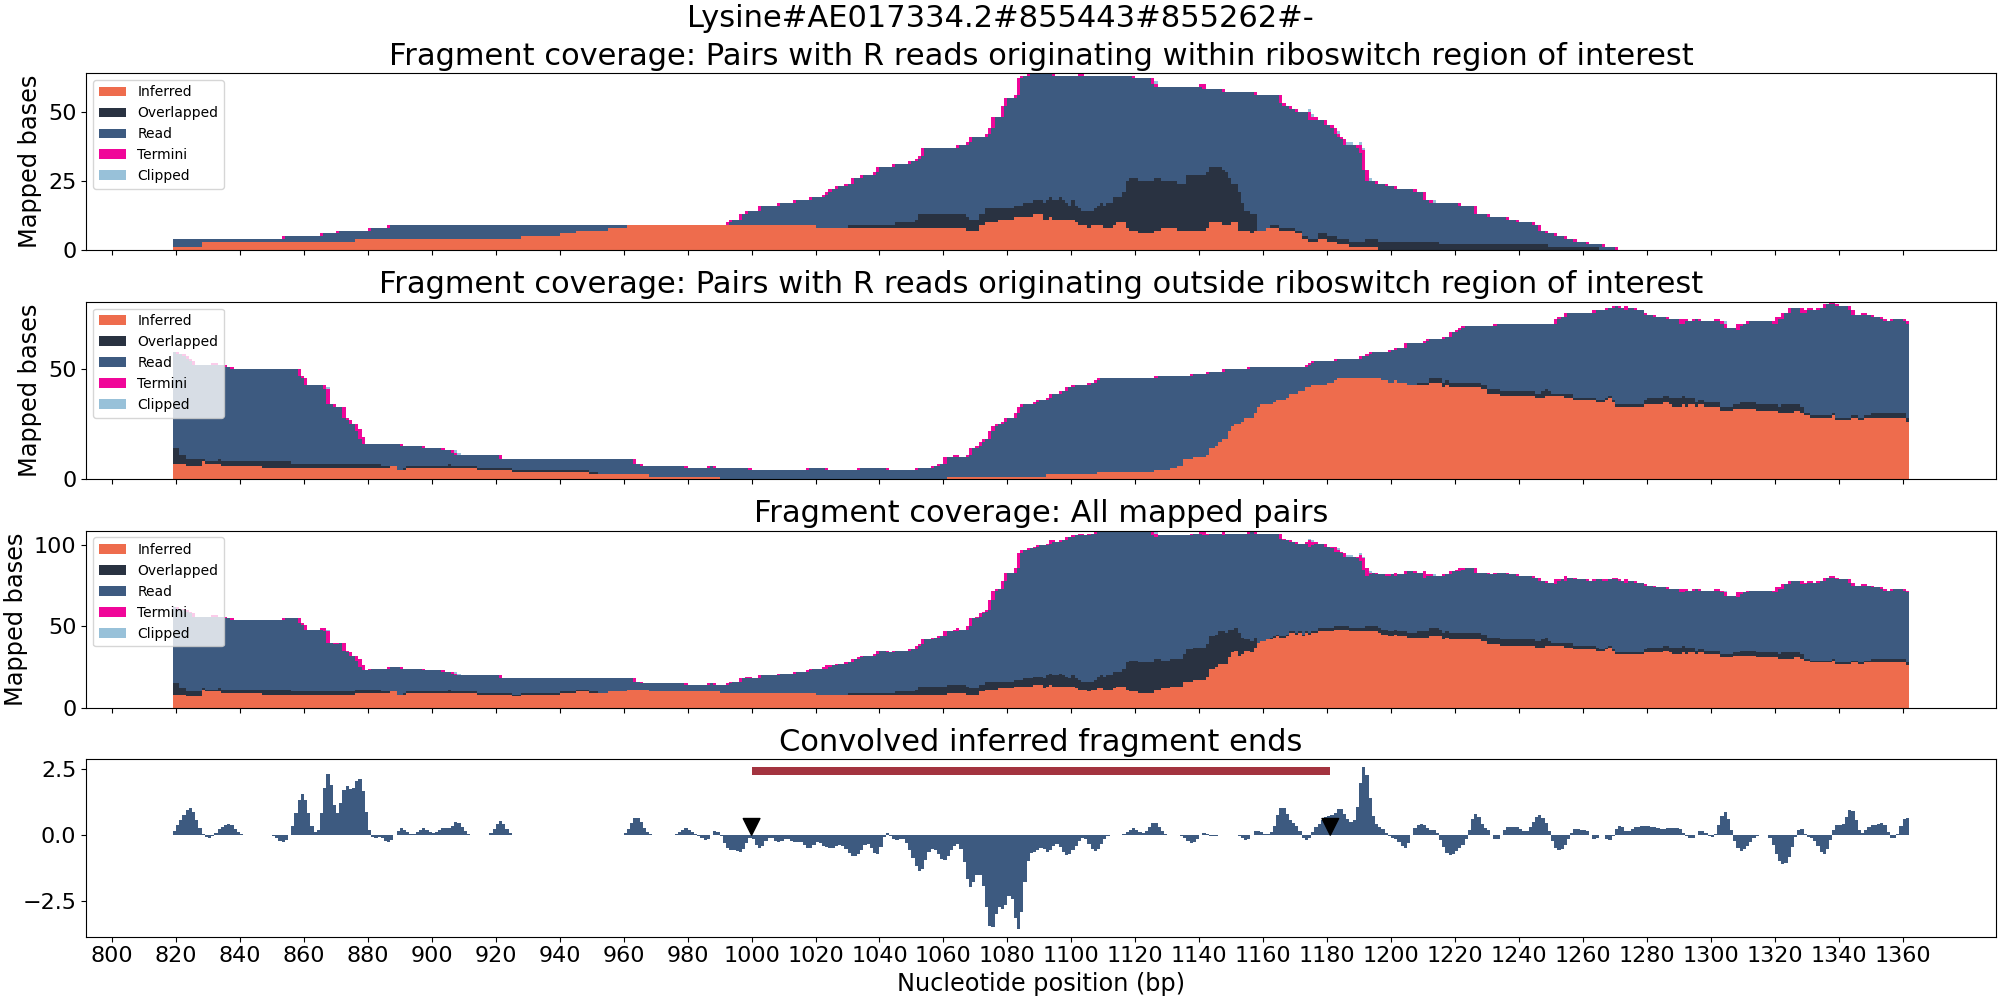 Lysine#AE017334.2#855443#855262#-
Fragment coverage: Pairs with R reads originating within riboswitch region of interest
Mapped bases
50
25
0
Inferred
Overlapped
Read
Termini
Clipped
Fragment coverage: Pairs with R reads originating outside riboswitch region of interest
Mapped bases
50
0
Inferred
Overlapped
Read
Termini
Clipped
Fragment coverage: All mapped pairs
Mapped bases
100
50
0
Inferred
Overlapped
Read
Termini
Clipped
Convolved inferred fragment ends
2.5
0.0
−2.5
800 820 840 860 880 900 920 940 960 980 1000 1020 1040 1060 1080 1100 1120 1140 1160 1180 1200 1220 1240 1260 1280 1300 1320 1340 1360
Nucleotide position (bp)